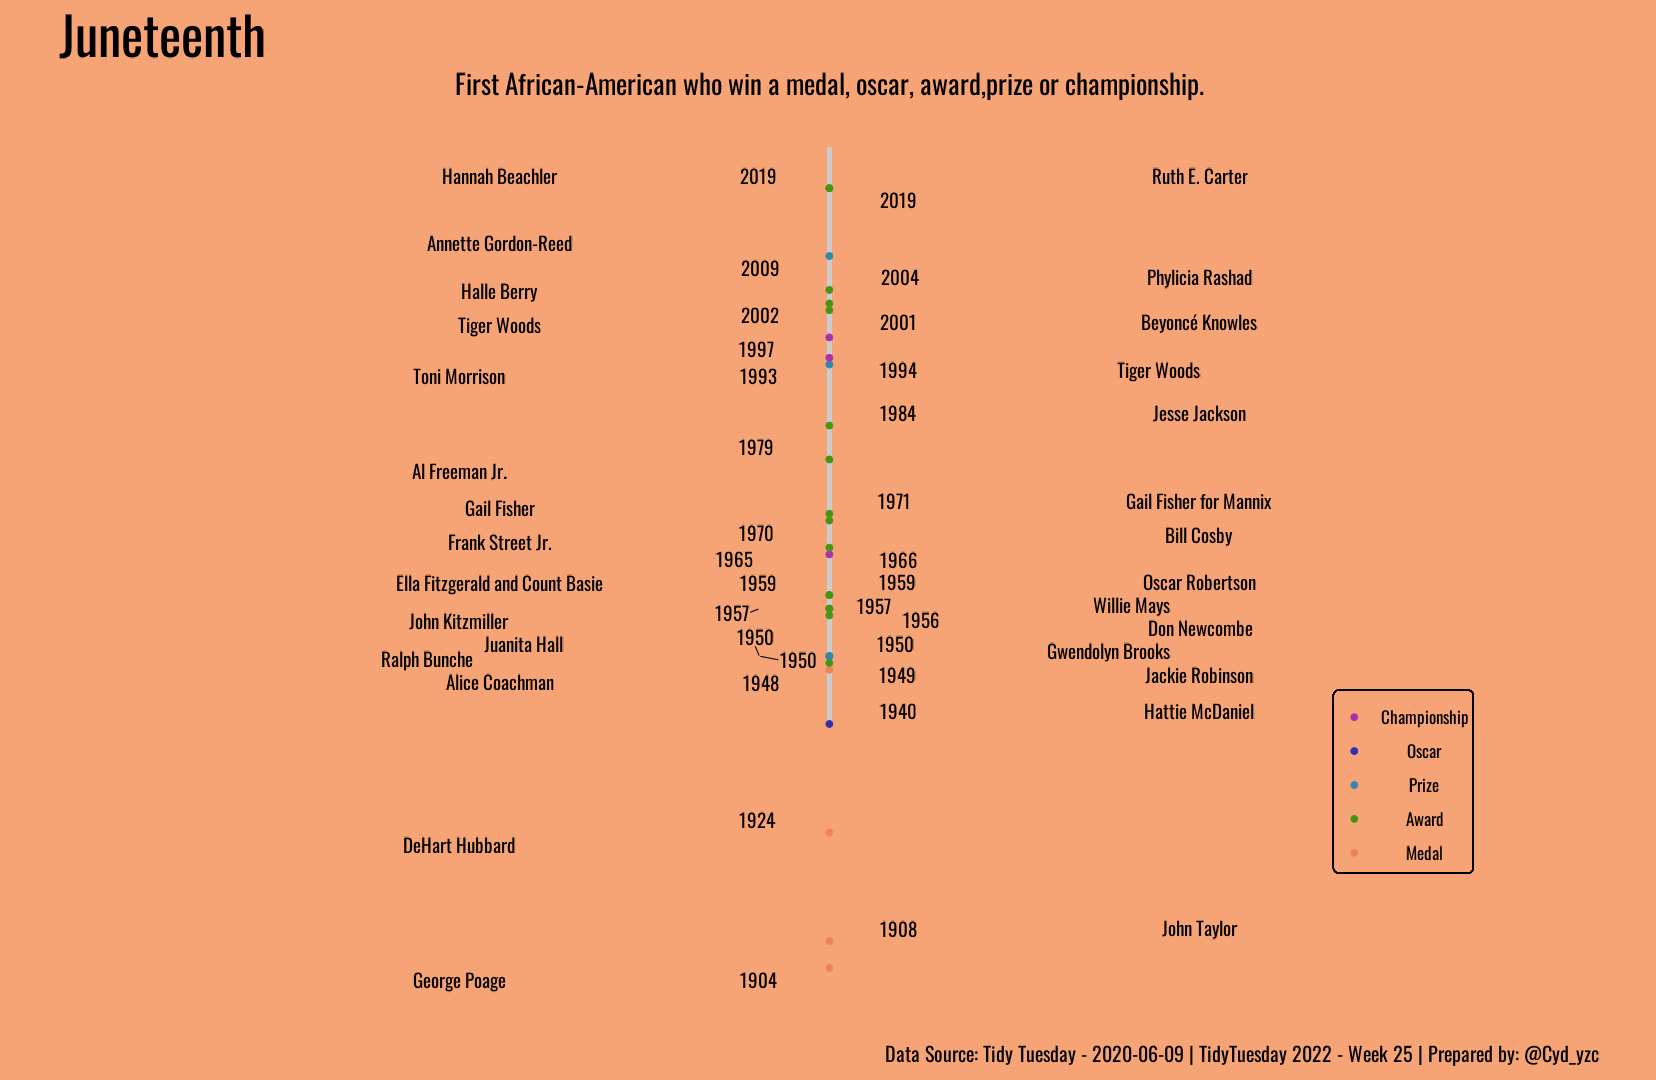 Juneteenth
First African-American who win a medal, oscar, award,prize or championship.
Hannah Beachler 2019 Ruth E. Carter
2019
Annette Gordon-Reed
2009 2004 Phylicia Rashad
Halle Berry
2002 2001 Beyoncé Knowles
Tiger Woods
1997
Toni Morrison 1993 1994 Tiger Woods
1984 Jesse Jackson
1979
Al Freeman Jr.
Gail Fisher 1971 Gail Fisher for Mannix
1970 Bill Cosby
Frank Street Jr.
1965 1966
Ella Fitzgerald and Count Basie 1959 1959 Oscar Robertson
1957 1957 Willie Mays
John Kitzmiller 1956 Don Newcombe
Juanita Hall 1950 1950 Gwendolyn Brooks
Ralph Bunche 1950
Alice Coachman 1948 1949 Jackie Robinson
1940 Hattie McDaniel
Championship
Oscar
Prize
Award
Medal
1924
DeHart Hubbard
1908 John Taylor
George Poage 1904
Data Source: Tidy Tuesday - 2020-06-09 | TidyTuesday 2022 - Week 25 | Prepared by: @Cyd_yzc